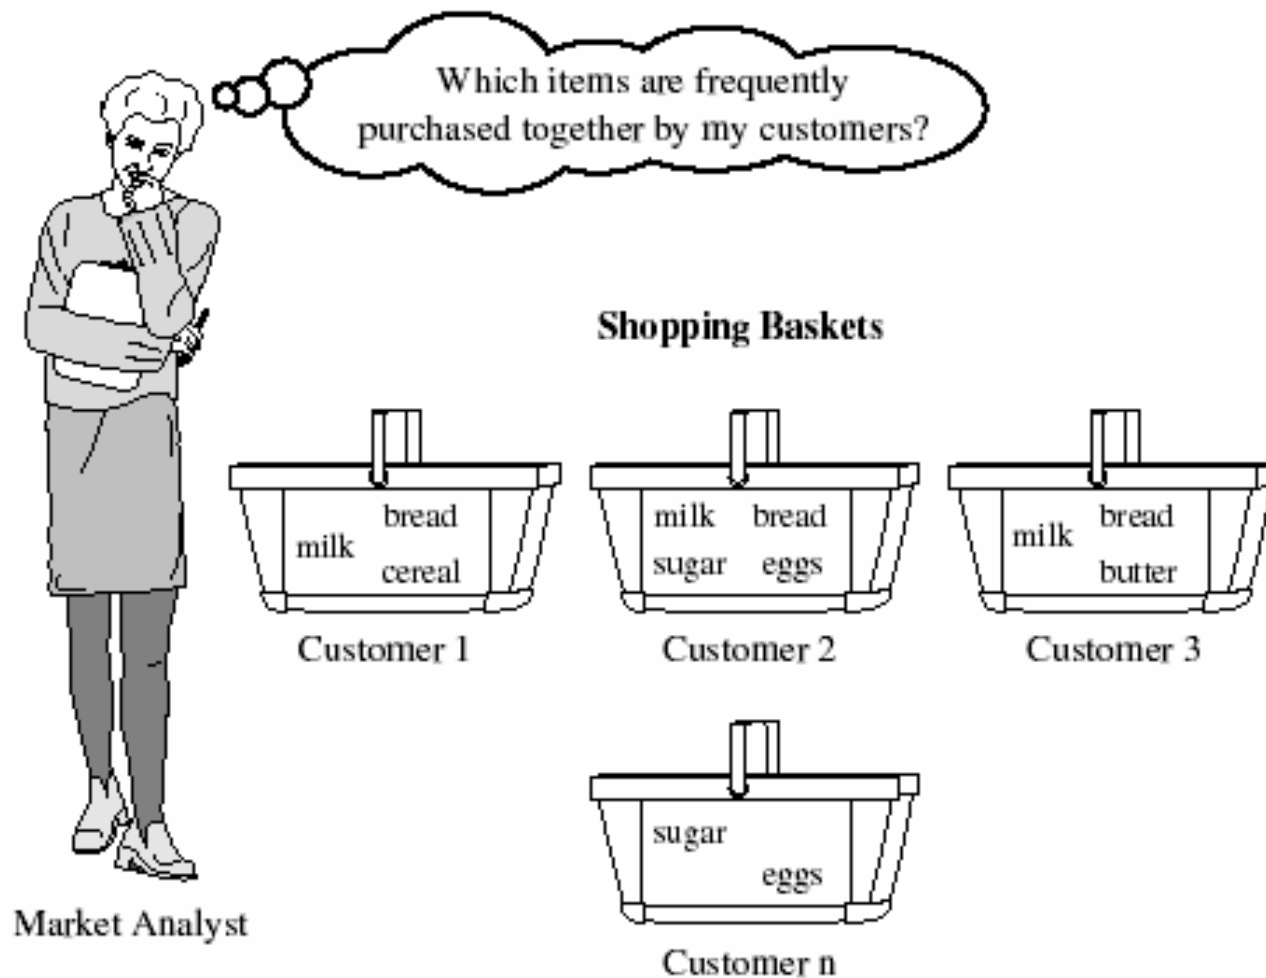 Which items are frequently
purchased together by my customers?
Shopping Baskets
milk
bread
cereal
Customer 1
milk bread
sugar eggs
Customer 2
milk
bread
butter
Customer 3
sugar
eggs
Customer n
Market Analyst